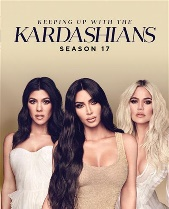 KEEPING UP WITH THE
KARDASHIANS
SEASON 17